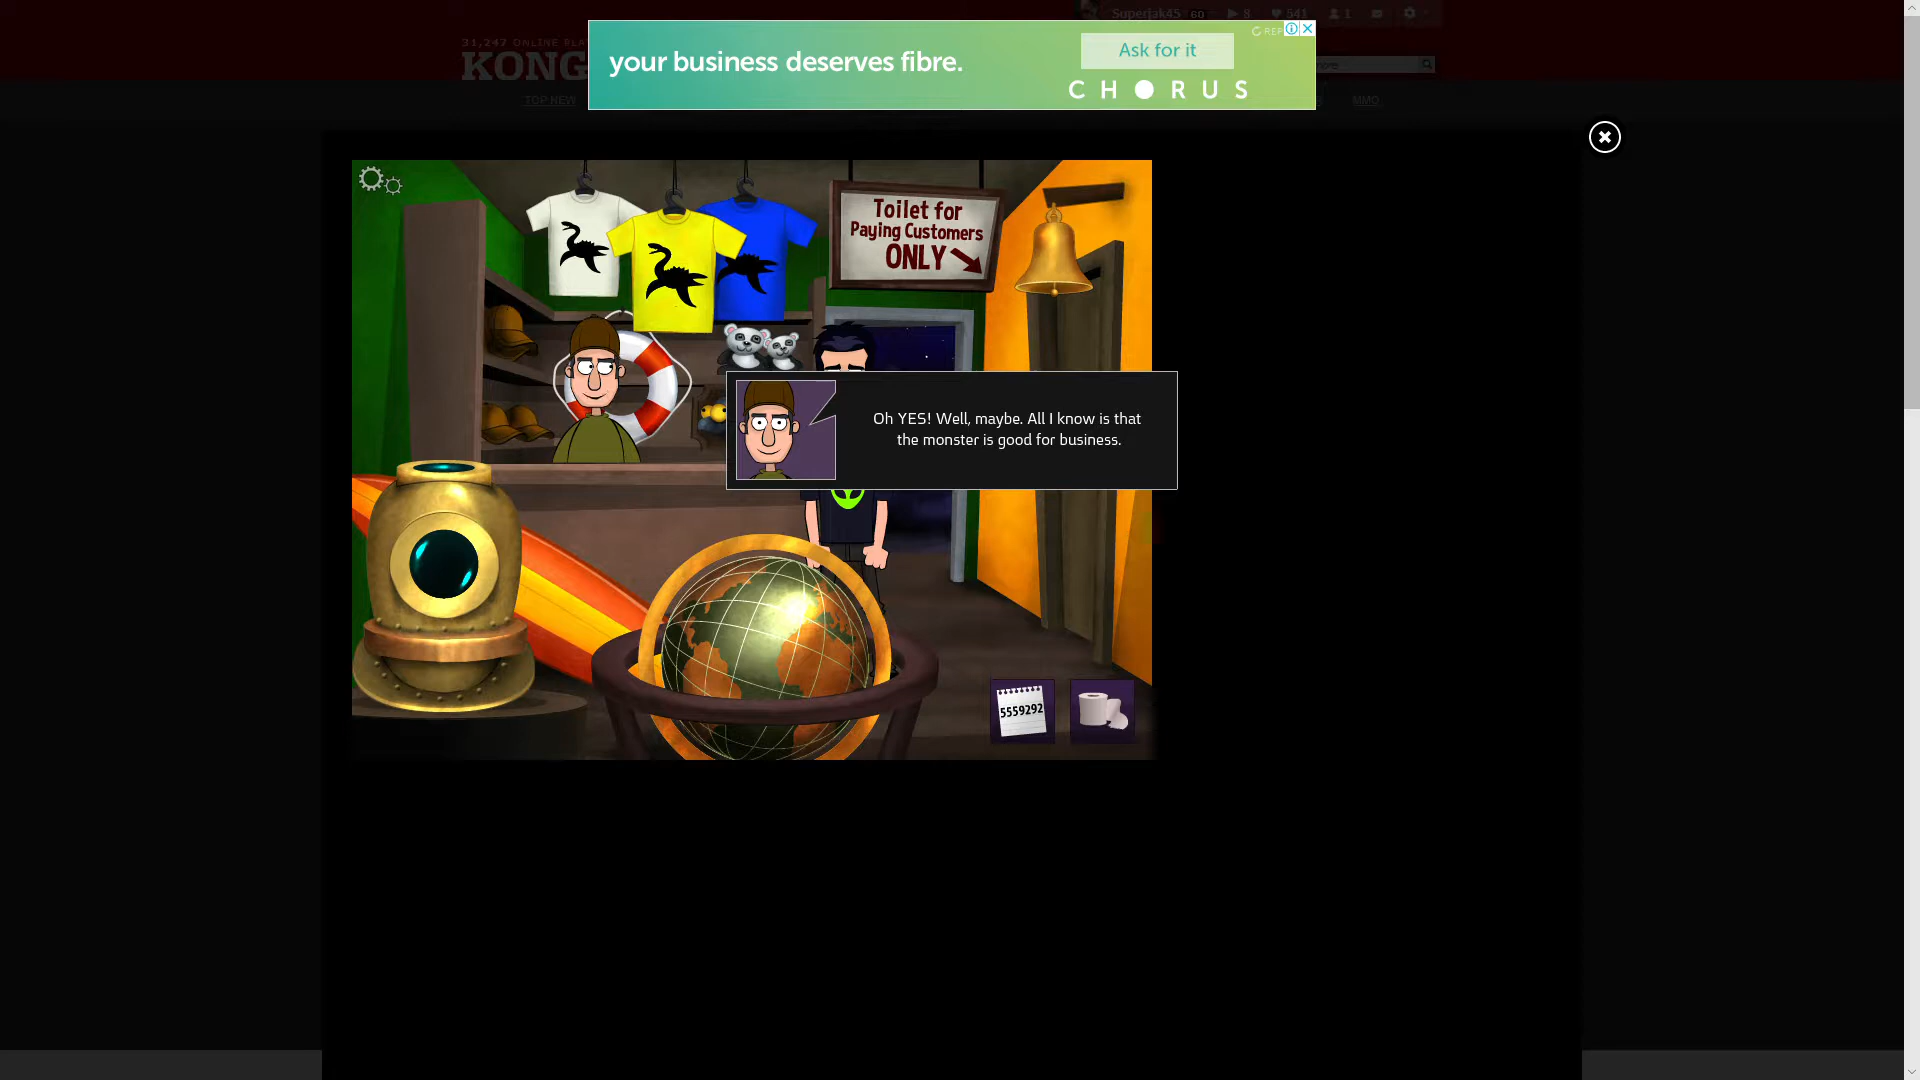 Superjak45 60 8 541 1
31,247 ONLINE PLA
KONG
your business deserves fibre.
Ask for it
CHORUS
TOP NEW
MMO
Toilet for
Paying Customers
ONLY
Oh YES! Well, maybe. All I know is that
the monster is good for business.
5559292